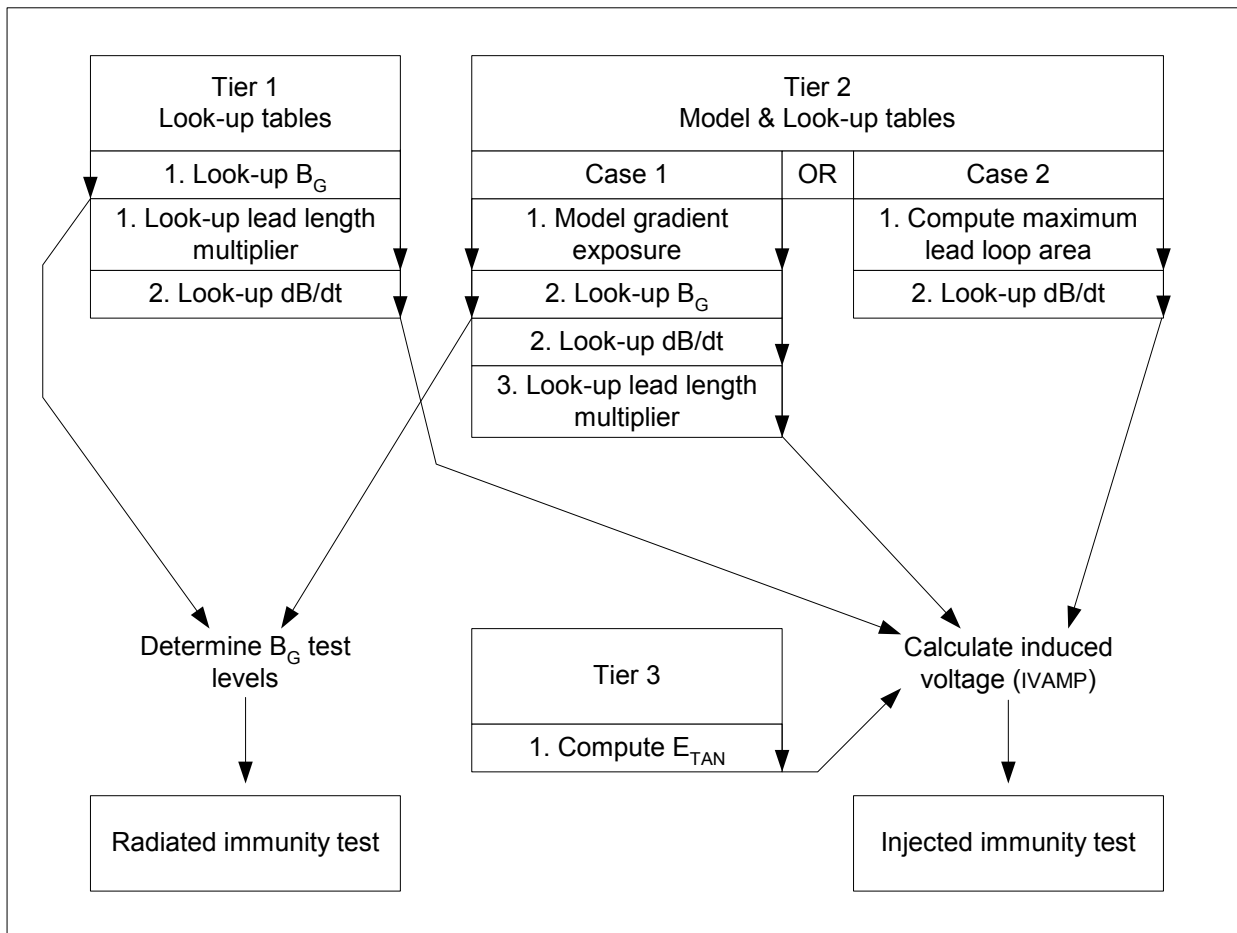 Tier 1
Look-up tables
1. Look-up B_G
1. Look-up lead length
multiplier
2. Look-up dB/dt
Tier 2
Model & Look-up tables
Case 1
OR
Case 2
1. Model gradient
exposure
2. Look-up B_G
2. Look-up dB/dt
3. Look-up lead length
multiplier
1. Compute maximum
lead loop area
2. Look-up dB/dt
Determine B_G test
levels
Tier 3
1. Compute E_TAN
Calculate induced
voltage (IVAMP)
Radiated immunity test
Injected immunity test